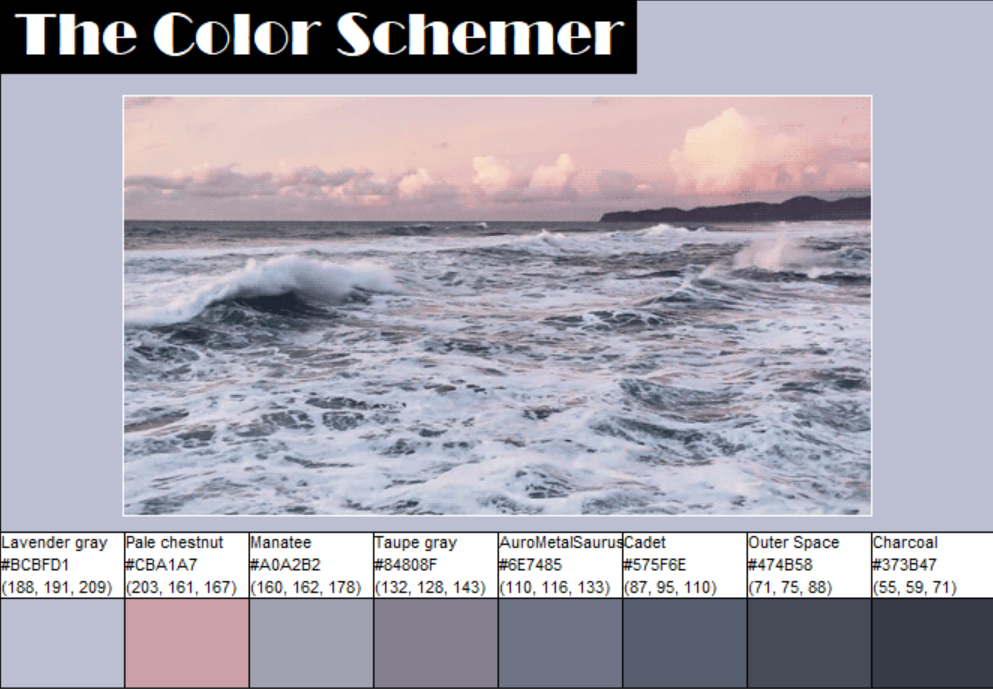 The Color Schemer
Lavender gray
#BCBFD1
(188, 191, 209)
Pale chestnut
#CBA1A7
(203, 161, 167)
Manatee
#A0A2B2
(160, 162, 178)
Taupe gray
#84808F
(132, 128, 143)
AuroMetalSaurus
#6E7485
(110, 116, 133)
Cadet
#575F6E
(87, 95, 110)
Outer Space
#474B58
(71, 75, 88)
Charcoal
#373B47
(55, 59, 71)